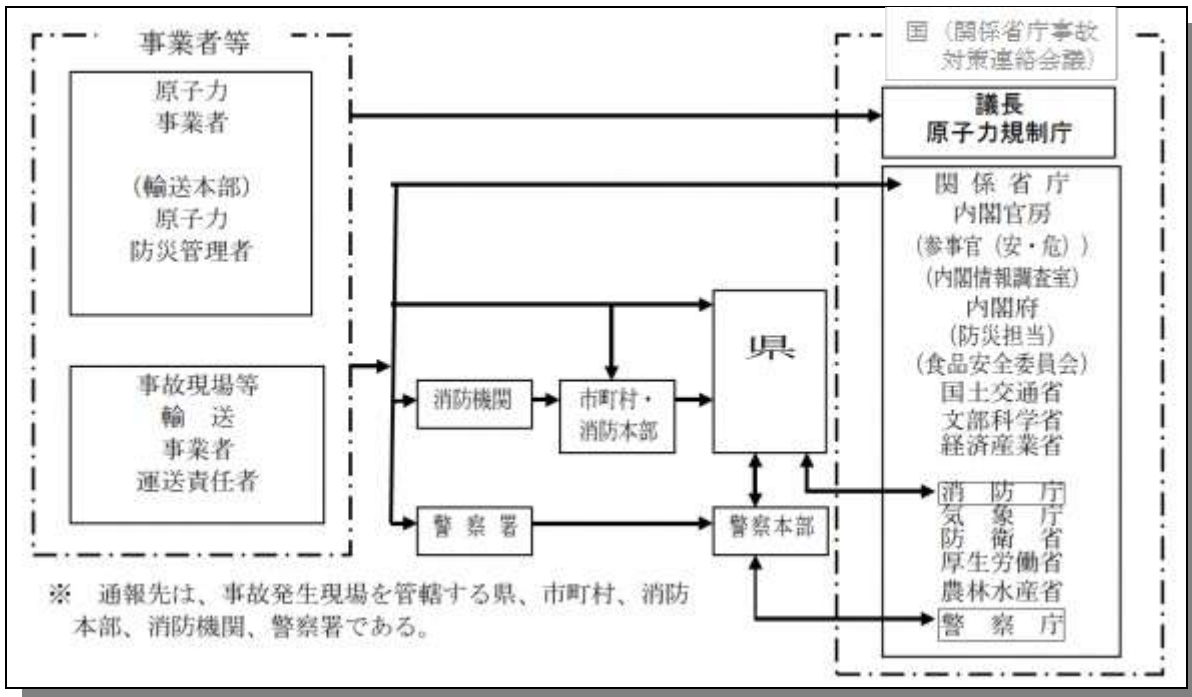 事業者等
原子力
事業者
(輸送本部)
原子力
防災管理者
事故現場等
輸　送
事業者
運送責任者
消防機関
警 察 署
市町村・
消防本部
県
警察本部
国（関係省庁事故
対策連絡会議）
議長
原子力規制庁
関 係 省 庁
内閣官房
(参事官（安・危）)
(内閣情報調査室)
内閣府
(防災担当)
(食品安全委員会)
国土交通省
文部科学省
経済産業省
消　防　庁
気　象　庁
防　衛　省
厚生労働省
農林水産省
警　察　庁
※　通報先は、事故発生現場を管轄する県、市町村、消防
本部、消防機関、警察署である。